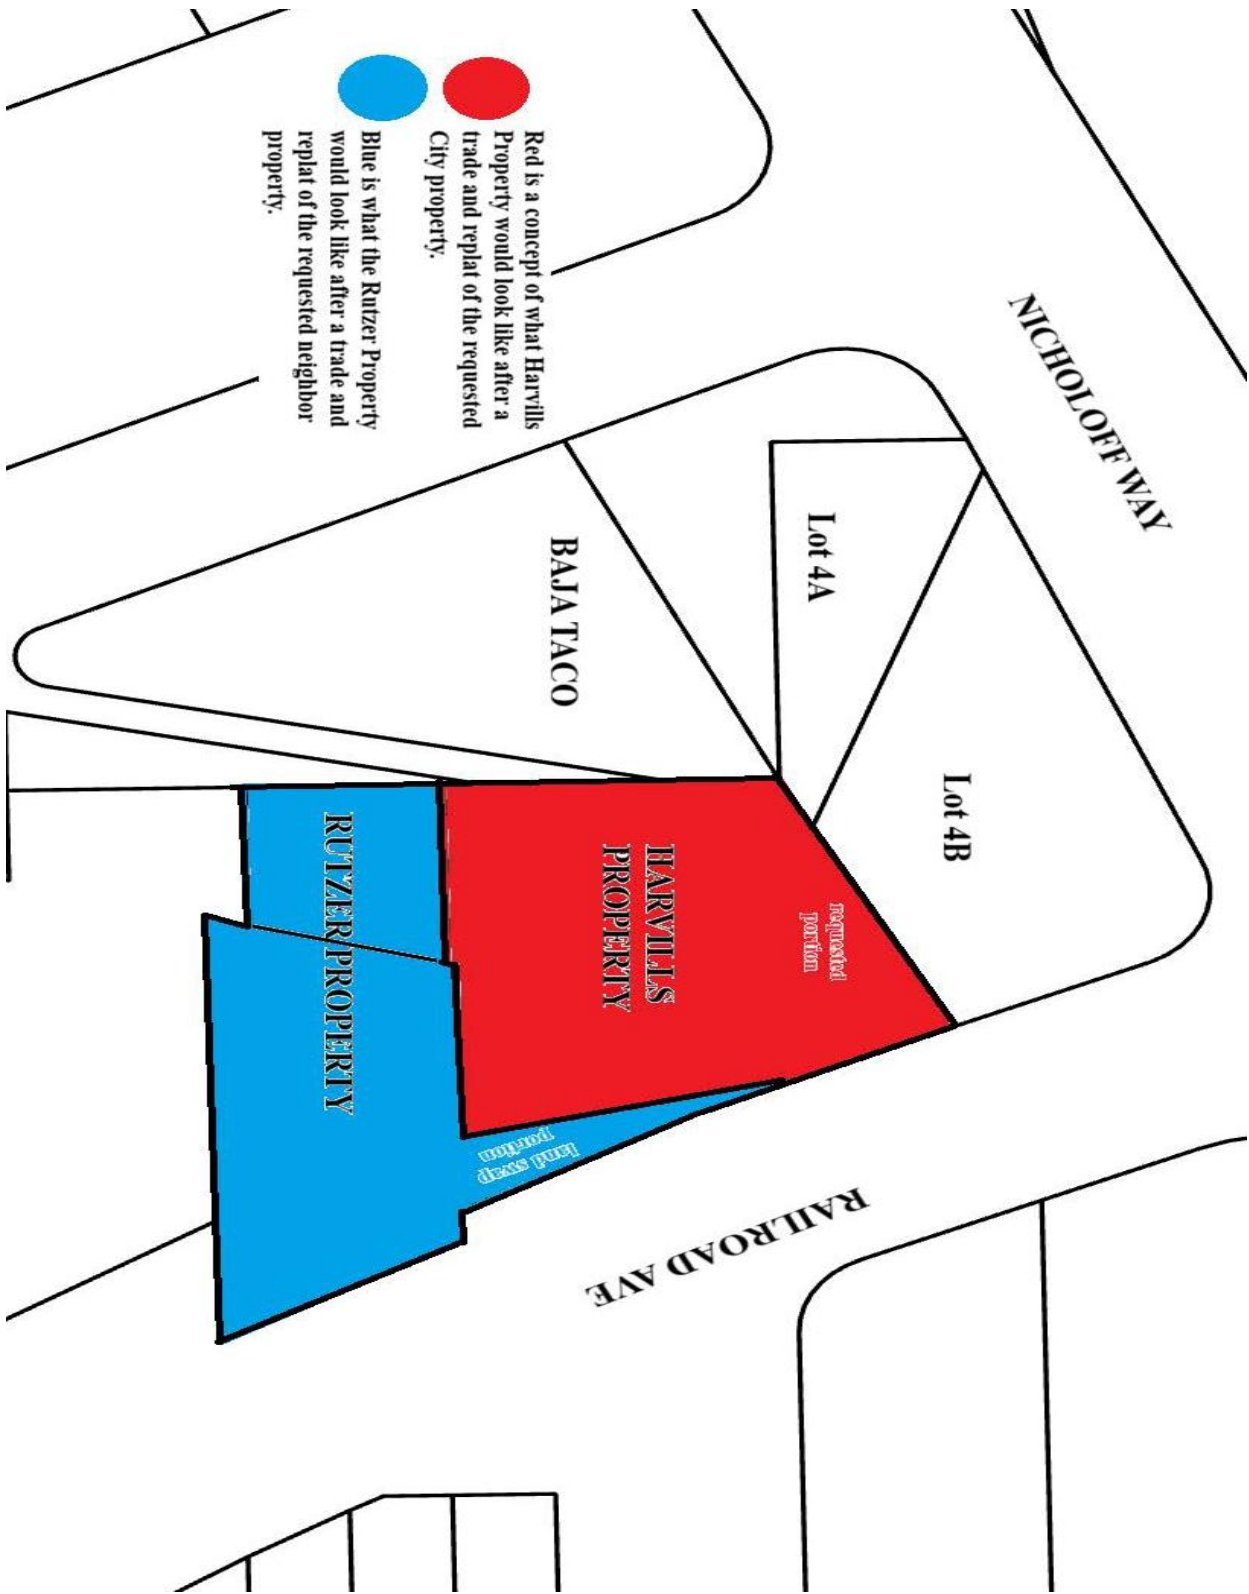 Red is a concept of what Harvills
Property would look like after a
trade and replat of the requested
City property.
Blue is what the Rutzer Property
would look like after a trade and
replat of the requested neighbor
property.
NICHOLOFF WAY
Lot 4A
Lot 4B
BAJA TACO
requested
portion
HARVILLS
PROPERTY
RUTZER PROPERTY
land swap
portion
RAILROAD AVE